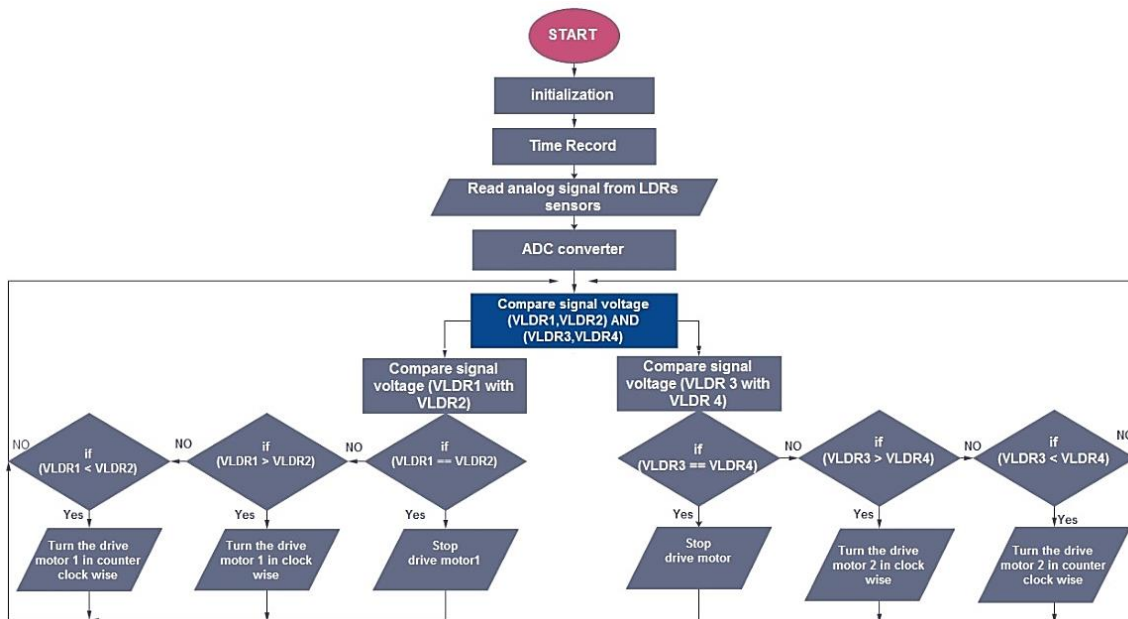 START
initialization
Time Record
Read analog signal from LDRs
sensors
ADC converter
Compare signal voltage
(VLDR1,VLDR2) AND
(VLDR3,VLDR4)
Compare signal
voltage (VLDR1 with
VLDR2)
Compare signal
voltage (VLDR 3 with
VLDR 4)
NO
if
(VLDR1 < VLDR2)
NO
if
(VLDR1 > VLDR2)
NO
if
(VLDR1 == VLDR2)
if
(VLDR3 == VLDR4)
NO
if
(VLDR3 > VLDR4)
NO
if
(VLDR3 < VLDR4)
NO
Yes
Yes
Yes
Yes
Yes
Yes
Turn the drive
motor 1 in counter
clock wise
Turn the drive
motor 1 in clock
wise
Stop
drive motor1
Stop
drive motor
Turn the drive
motor 2 in clock
wise
Turn the drive
motor 2 in counter
clock wise